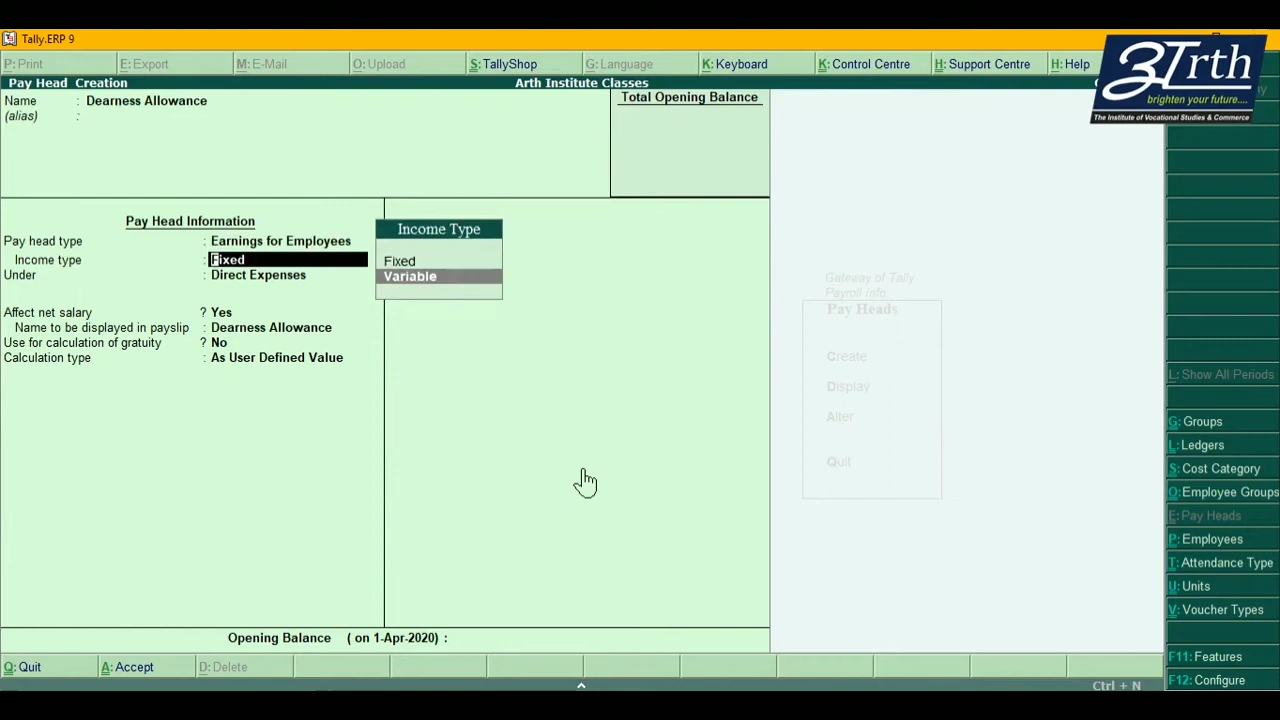 Tally.ERP 9
P: Print
E: Export
M: E-Mail
O: Upload
S: TallyShop
G: Language
K: Keyboard
K: Control Centre
H: Support Centre
H: Help
3Trth
brighten your future....
The Institute of Vocational Studies & Commerce
Pay Head Creation
Arth Institute Classes
Name : Dearness Allowance
(alias) :
Total Opening Balance
Pay Head Information
Pay head type : Earnings for Employees
Income type : Fixed
Under : Direct Expenses
Affect net salary ? Yes
Name to be displayed in payslip : Dearness Allowance
Use for calculation of gratuity ? No
Calculation type : As User Defined Value
Income Type
Fixed
Variable
Gateway of Tally
Payroll Info
Pay Heads
Create
Display
Alter
Quit
L: Show All Periods
G: Groups
L: Ledgers
S: Cost Category
O: Employee Groups
E: Pay Heads
P: Employees
T: Attendance Type
U: Units
V: Voucher Types
F11: Features
F12: Configure
Opening Balance ( on 1-Apr-2020) :
Q: Quit
A: Accept
D: Delete
Ctrl + N